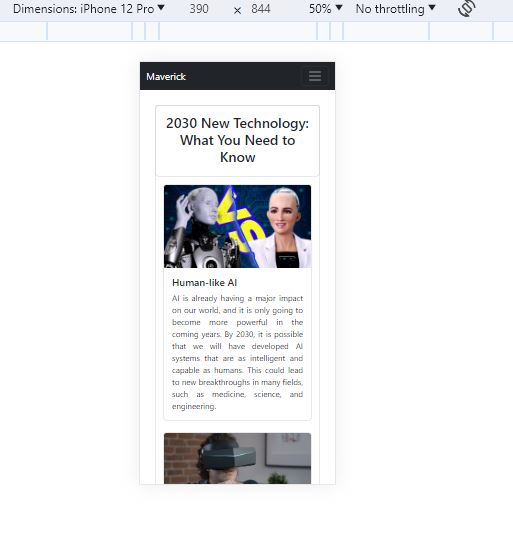 Dimensions: iPhone 12 Pro 390 × 844 50% No throttling
Maverick
2030 New Technology:
What You Need to
Know
VS
Human-like AI
AI is already having a major impact
on our world, and it is only going to
become more powerful in the
coming years. By 2030, it is possible
that we will have developed AI
systems that are as intelligent and
capable as humans. This could lead
to new breakthroughs in many fields,
such as medicine, science, and
engineering.